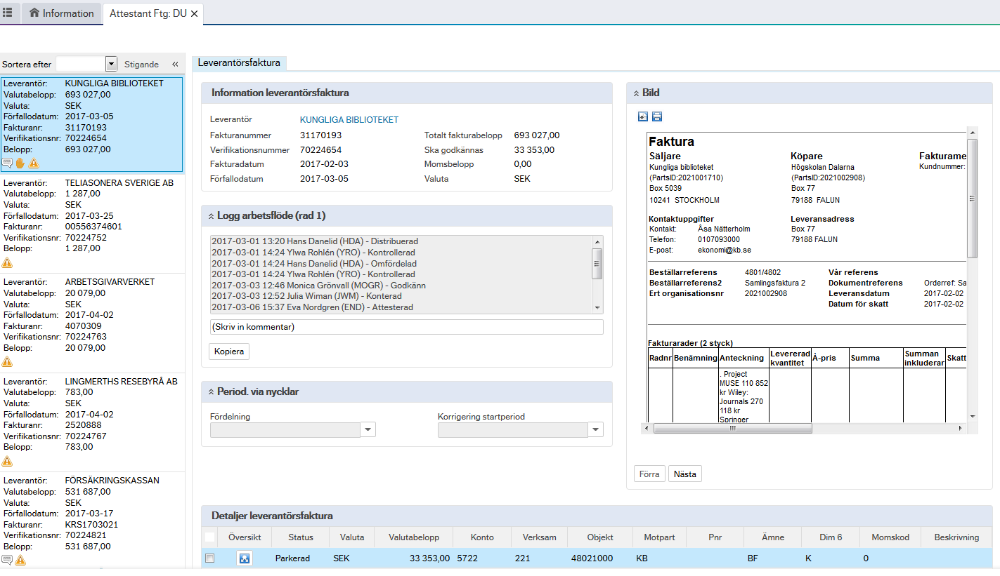 Information
Attestant Ftg: DU
Sortera efter
Stigande
Leverantör: KUNGLIGA BIBLIOTEKET
Valutabelopp: 693 027,00
Valuta: SEK
Förfallodatum: 2017-03-05
Fakturanr: 31170193
Verifikationsnr: 70224654
Belopp: 693 027,00
Leverantör: TELIASONERA SVERIGE AB
Valutabelopp: 1 287,00
Valuta: SEK
Förfallodatum: 2017-03-25
Fakturanr: 00556374601
Verifikationsnr: 70224752
Belopp: 1 287,00
Leverantör: ARBETSGIVARVERKET
Valutabelopp: 20 079,00
Valuta: SEK
Förfallodatum: 2017-04-02
Fakturanr: 4070309
Verifikationsnr: 70224763
Belopp: 20 079,00
Leverantör: LINGMERTHS RESEBYRÅ AB
Valutabelopp: 783,00
Valuta: SEK
Förfallodatum: 2017-04-02
Fakturanr: 2520888
Verifikationsnr: 70224767
Belopp: 783,00
Leverantör: FÖRSÄKRINGSKASSAN
Valutabelopp: 531 687,00
Valuta: SEK
Förfallodatum: 2017-03-17
Fakturanr: KRS1703021
Verifikationsnr: 70224821
Belopp: 531 687,00
Leverantörsfaktura
Information leverantörsfaktura
Leverantör KUNGLIGA BIBLIOTEKET
Fakturanummer 31170193 Totalt fakturabelopp 693 027,00
Verifikationsnummer 70224654 Ska godkännas 33 353,00
Fakturadatum 2017-02-03 Momsbelopp 0,00
Förfallodatum 2017-03-05 Valuta SEK
Logg arbetsflöde (rad 1)
2017-03-01 13:20 Hans Danelid (HDA) - Distribuerad
2017-03-01 14:24 Ylwa Rohlén (YRO) - Kontrollerad
2017-03-01 14:24 Hans Danelid (HDA) - Omfördelad
2017-03-01 14:24 Ylwa Rohlén (YRO) - Kontrollerad
2017-03-03 12:46 Monica Grönvall (MOGR) - Godkänn
2017-03-03 12:52 Julia Wiman (JWM) - Konterad
2017-03-06 15:37 Eva Nordgren (END) - Attesterad
(Skriv in kommentar)
Kopiera
Period. via nycklar
Fördelning Korrigering startperiod
Bild
Faktura
Säljare Köpare Fakturame
Kungliga biblioteket Högskolan Dalarna Kundnummer:
(PartsID:2021001710) (PartsID:2021002908)
Box 5039 Box 77
10241 STOCKHOLM 79188 FALUN
Kontaktuppgifter Leveransadress
Kontakt: Åsa Nätterholm Box 77
Telefon: 0107093000 79188 FALUN
E-post: ekonomi@kb.se
Beställarreferens 4801/4802 Vår referens
Beställarreferens2 Samlingsfaktura 2 Dokumentreferens Orderref: Sa
Ert organisationsnr 2021002908 Leveransdatum 2017-02-02
Datum för skatt 2017-02-02
Fakturarader (2 styck)
Radnr Benämning Anteckning Levererad kvantitet À-pris Summa Summan inkluderar Skatt
. Project
MUSE 110 852
kr Wiley:
Journals 270
118 kr
Springer
Förra Nästa
Detaljer leverantörsfaktura
Översikt Status Valuta Valutabelopp Konto Verksam Objekt Motpart Pnr Ämne Dim 6 Momskod Beskrivning
Parkerad SEK 33 353,00 5722 221 48021000 KB BF K 0